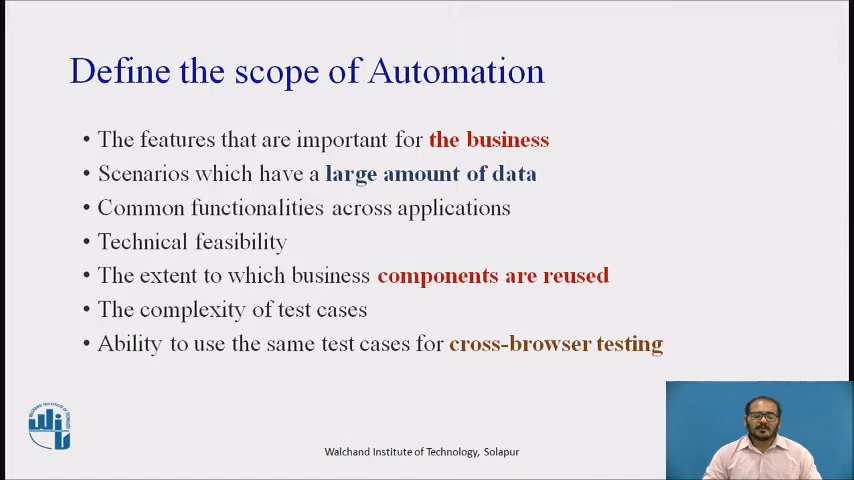 Define the scope of Automation
• The features that are important for the business
• Scenarios which have a large amount of data
• Common functionalities across applications
• Technical feasibility
• The extent to which business components are reused
• The complexity of test cases
• Ability to use the same test cases for cross-browser testing
Walchand Institute of Technology, Solapur